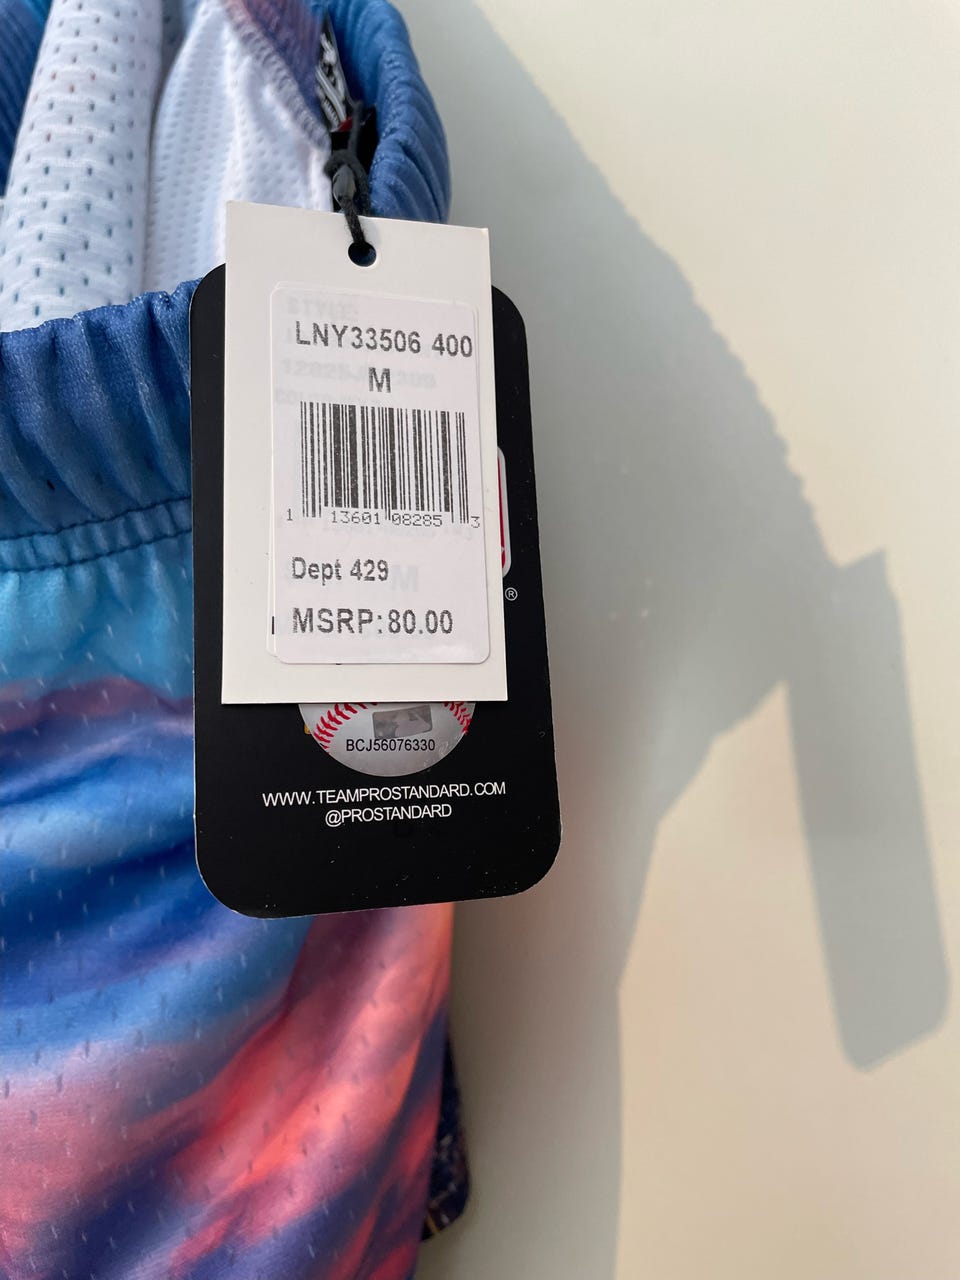 LNY33506 400
M
1 13601 08285 3
Dept 429
MSRP:80.00
®
BCJ56076330
WWW.TEAMPROSTANDARD.COM
@PROSTANDARD